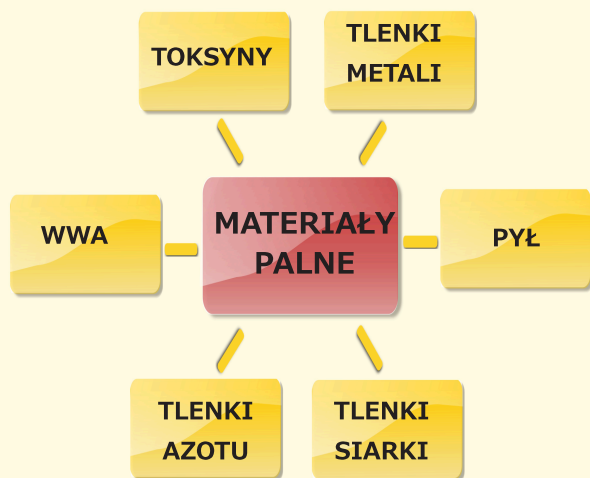 TOKSYNY
TLENKI
METALI
WWA
MATERIAŁY
PALNE
PYŁ
TLENKI
AZOTU
TLENKI
SIARKI